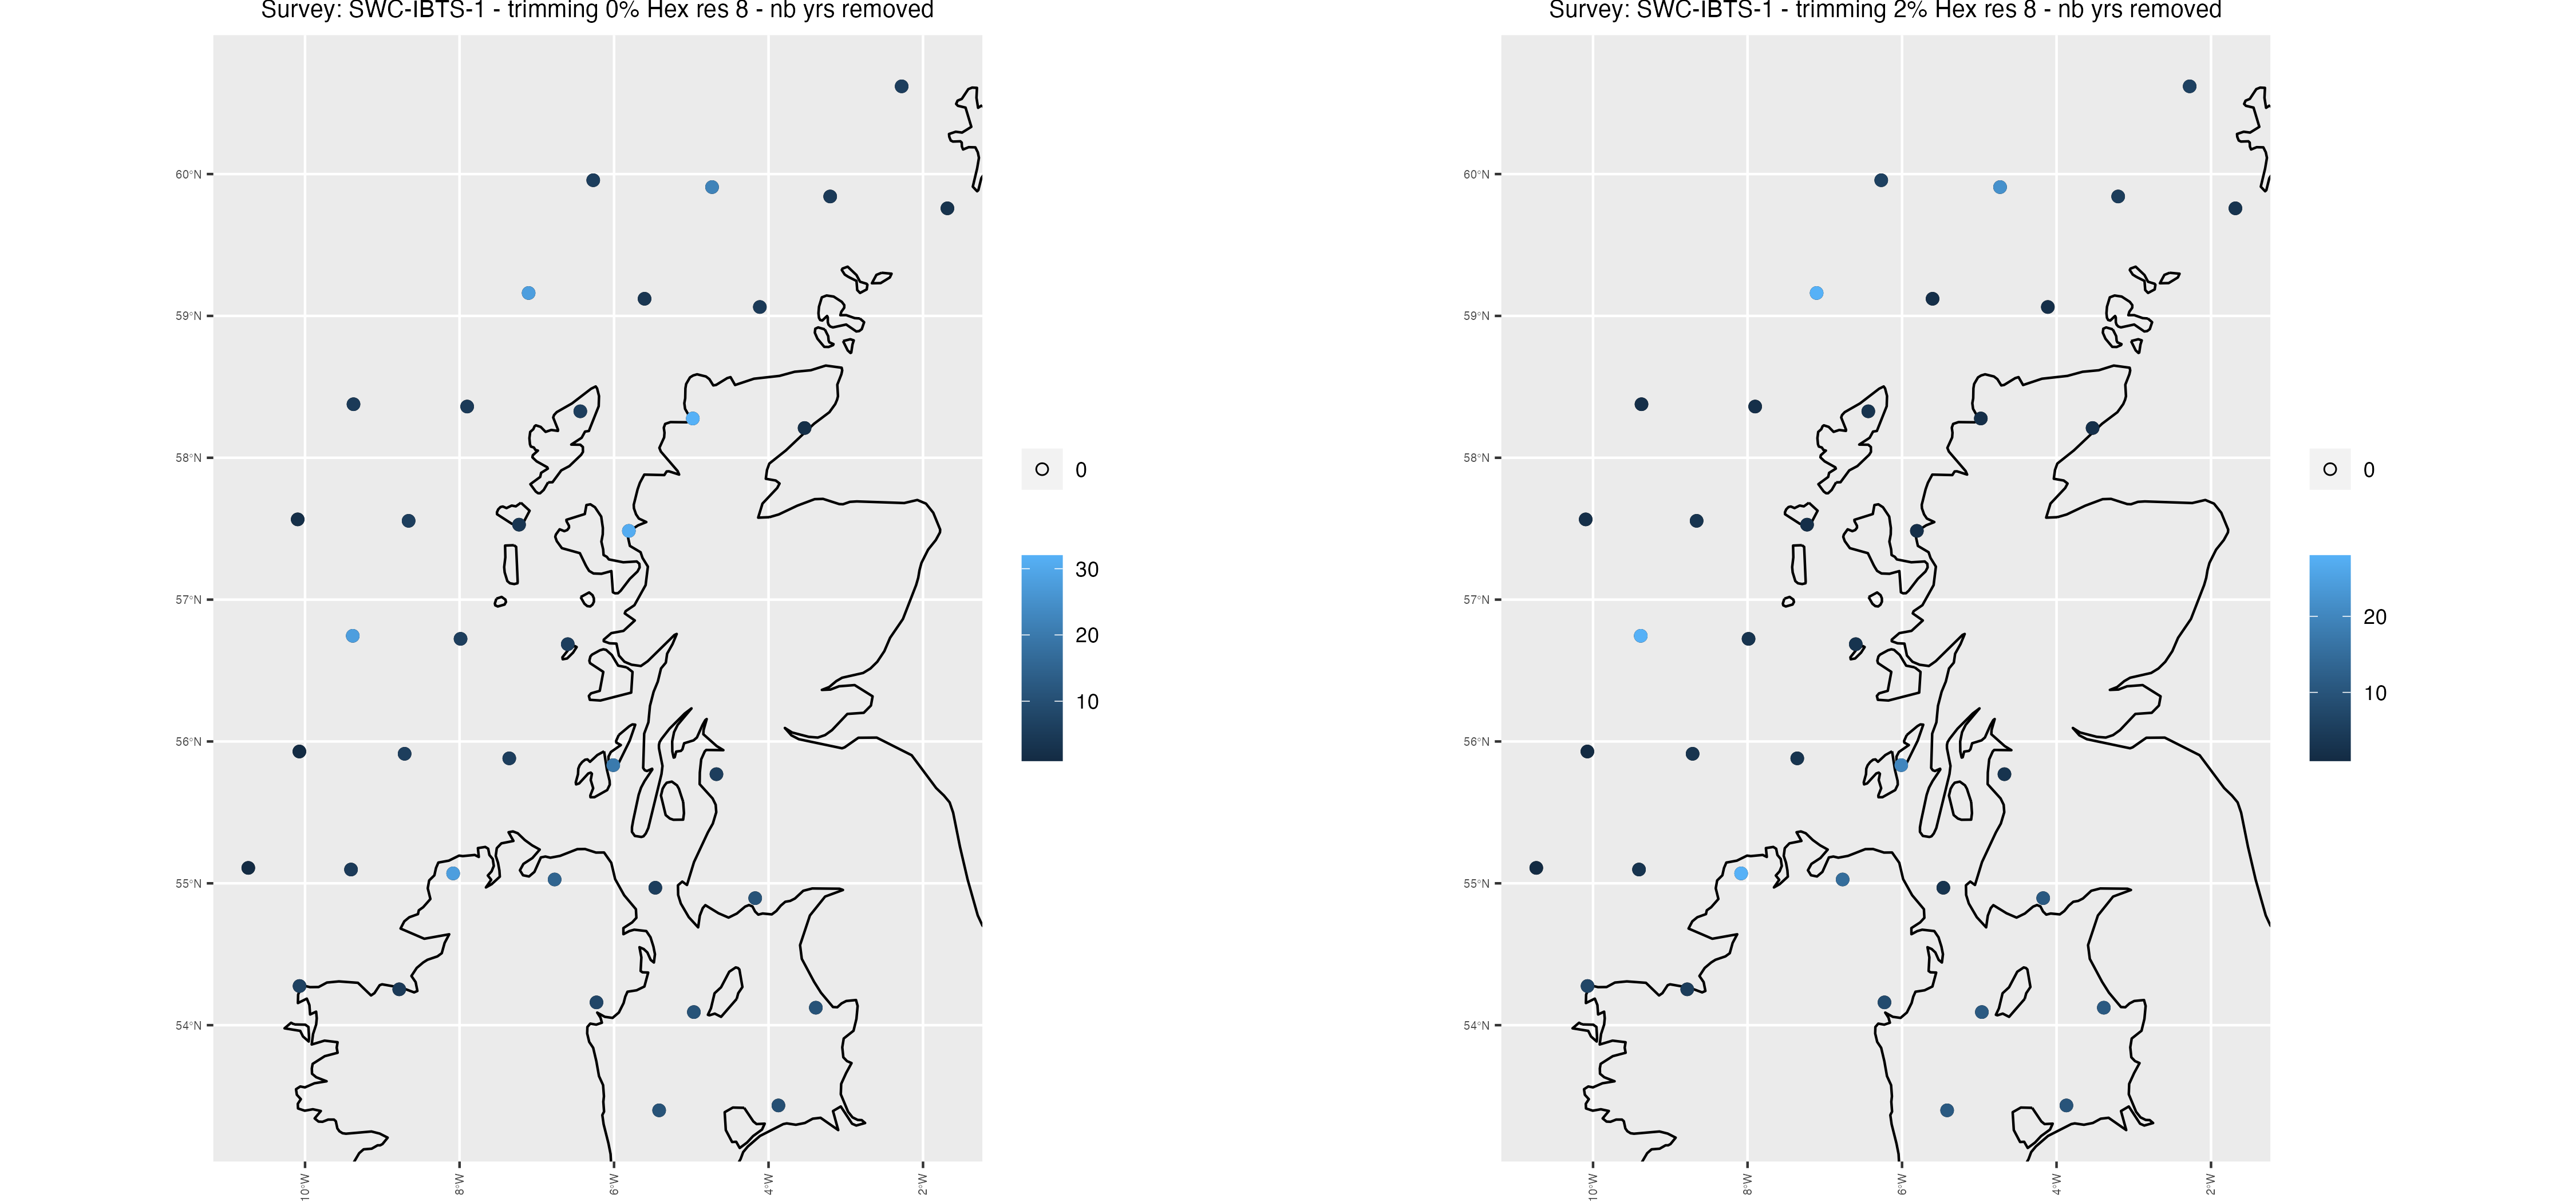 Survey: SWC-IBTS-1 - trimming 0% Hex res 8 - nb yrs removed
60°N
59°N
58°N
57°N
56°N
55°N
54°N
10°W
8°W
6°W
4°W
2°W
0
30
20
10
Survey: SWC-IBTS-1 - trimming 2% Hex res 8 - nb yrs removed
60°N
59°N
58°N
57°N
56°N
55°N
54°N
10°W
8°W
6°W
4°W
2°W
0
20
10